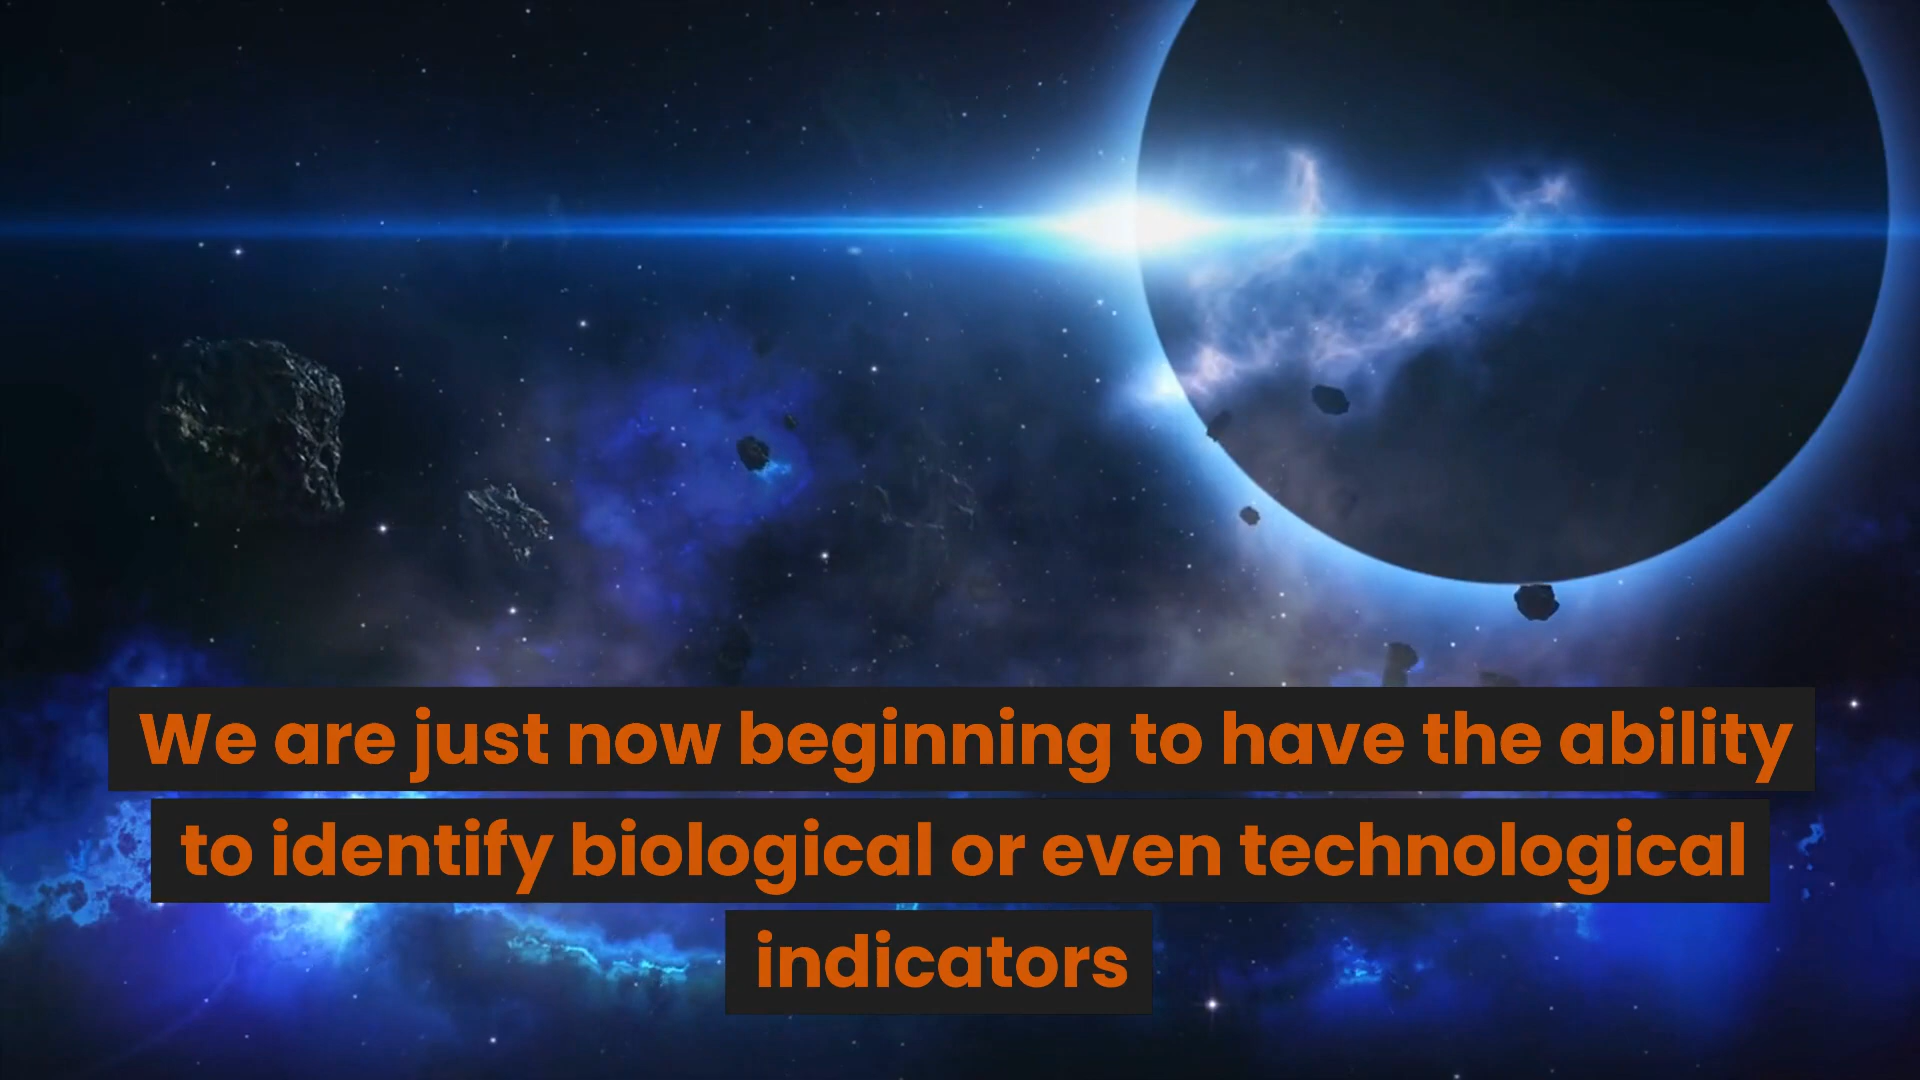 We are just now beginning to have the ability
to identify biological or even technological
indicators